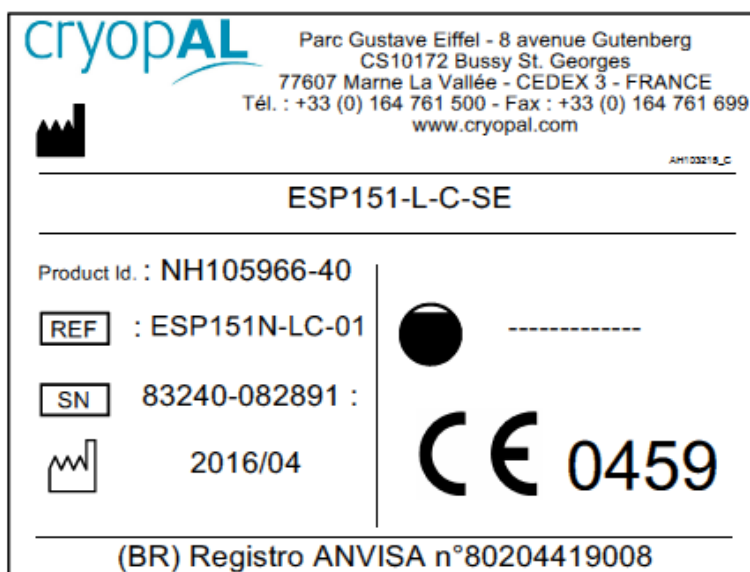 cryopAL
Parc Gustave Eiffel - 8 avenue Gutenberg
CS10172 Bussy St. Georges
77607 Marne La Vallée - CEDEX 3 - FRANCE
Tél. : +33 (0) 164 761 500 - Fax : +33 (0) 164 761 699
www.cryopal.com
AH103215_C
ESP151-L-C-SE
Product Id. : NH105966-40
REF : ESP151N-LC-01
-------------
SN 83240-082891 :
2016/04
CE 0459
(BR) Registro ANVISA n°80204419008